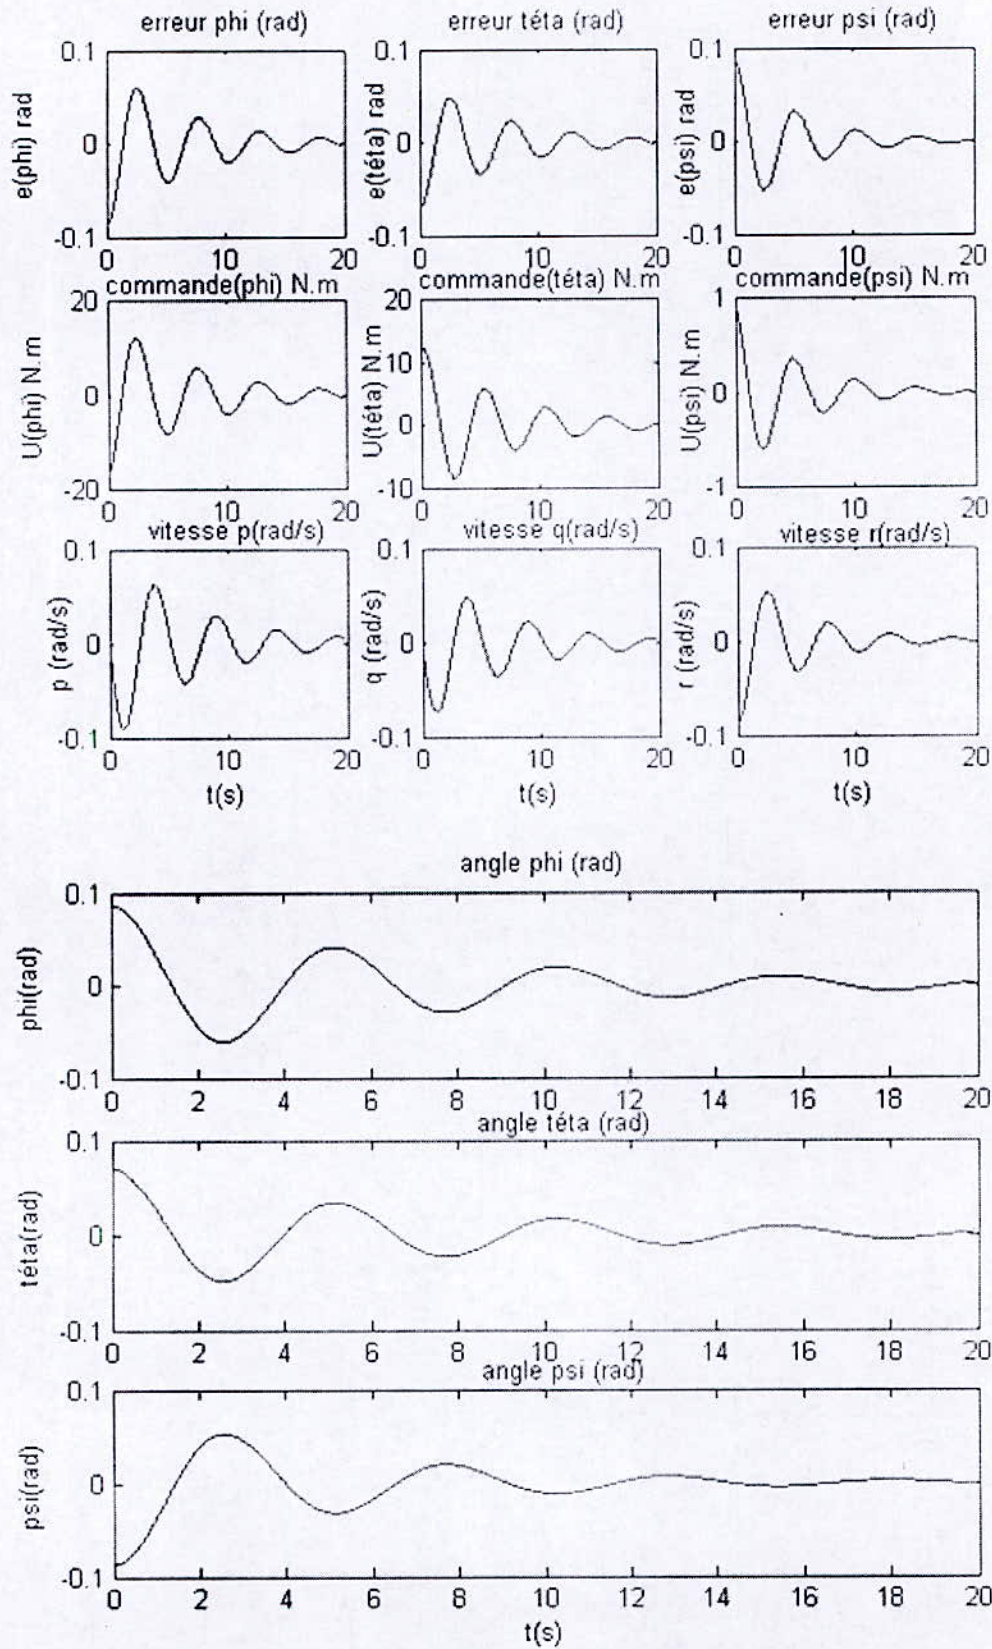 erreur phi (rad) erreur téta (rad) erreur psi (rad)
0.1 0.1 0.1
e(phi) rad e(téta) rad e(psi) rad
0 0 0
-0.1 -0.1 -0.1
0 10 20 0 10 20 0 10 20
commande(phi) N.m commande(téta) N.m commande(psi) N.m
20 20 1
U(phi) N.m U(téta) N.m U(psi) N.m
10
0 0 0
-20 -10 -1
0 10 20 0 10 20 0 10 20
vitesse p(rad/s) vitesse q(rad/s) vitesse r(rad/s)
0.1 0.1 0.1
p (rad/s) q (rad/s) r (rad/s)
0 0 0
-0.1 -0.1 -0.1
0 10 20 0 10 20 0 10 20
t(s) t(s) t(s)
angle phi (rad)
0.1
phi(rad)
0
-0.1
0 2 4 6 8 10 12 14 16 18 20
angle téta (rad)
0.1
téta(rad)
0
-0.1
0 2 4 6 8 10 12 14 16 18 20
angle psi (rad)
0.1
psi(rad)
0
-0.1
0 2 4 6 8 10 12 14 16 18 20
t(s)